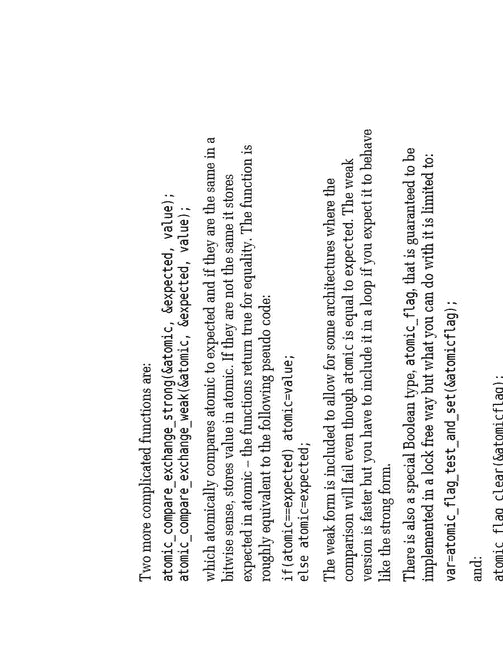 Two more complicated functions are:
atomic_compare_exchange_strong(&atomic, &expected, value);
atomic_compare_exchange_weak(&atomic, &expected, value);
which atomically compares atomic to expected and if they are the same in a
bitwise sense, stores value in atomic. If they are not the same it stores
expected in atomic – the functions return true for equality. The function is
roughly equivalent to the following pseudo code:
if(atomic==expected) atomic=value;
else atomic=expected;
The weak form is included to allow for some architectures where the
comparison will fail even though atomic is equal to expected. The weak
version is faster but you have to include it in a loop if you expect it to behave
like the strong form.
There is also a special Boolean type, atomic_flag, that is guaranteed to be
implemented in a lock free way but what you can do with it is limited to:
var=atomic_flag_test_and_set(&atomicflag);
and:
atomic_flag_clear(&atomicflag);